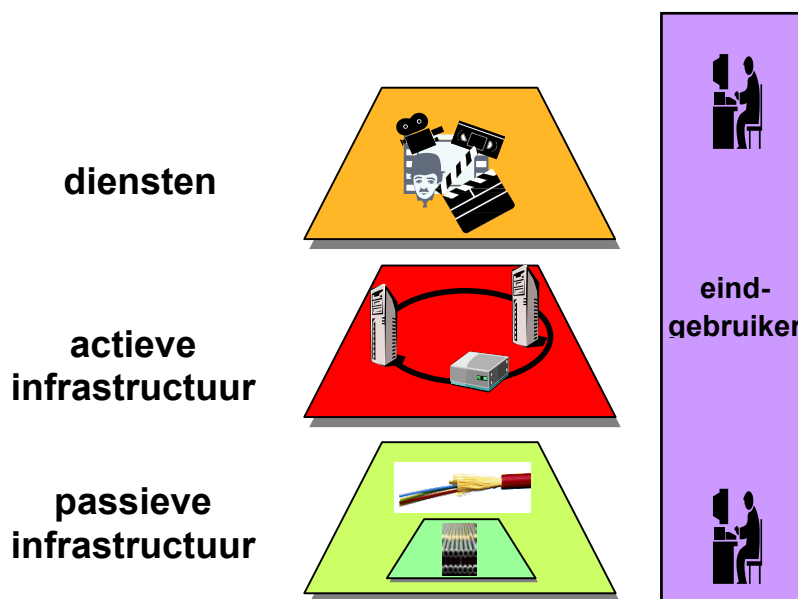 diensten
actieve
infrastructuur
passieve
infrastructuur
eind-
gebruiker